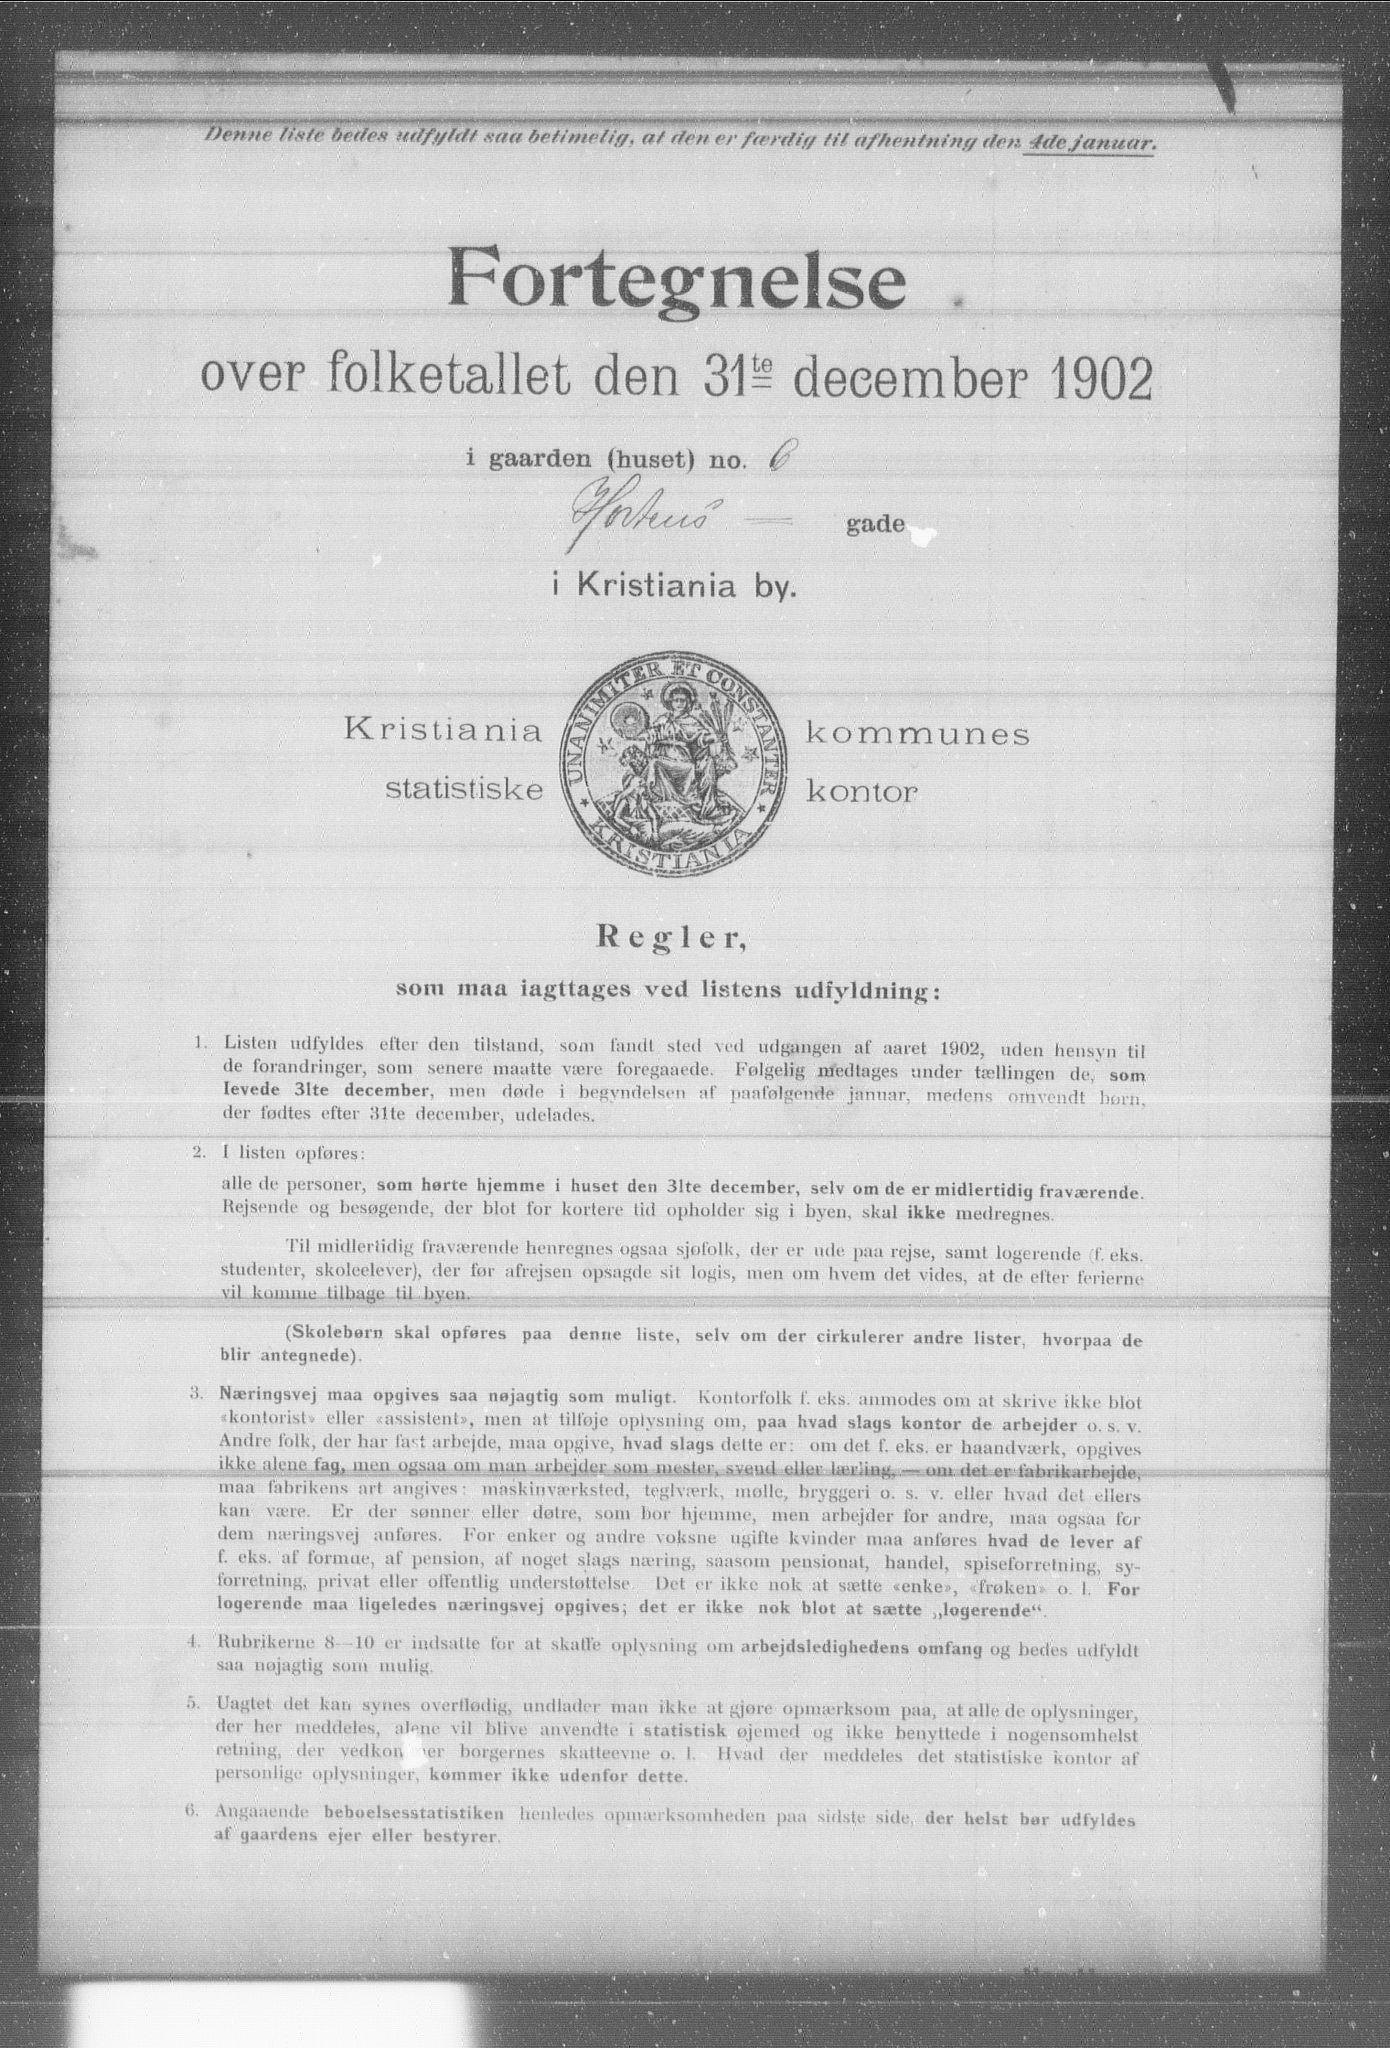 Denne liste bedes udfyldt saa betimelig, at den er færdig til afhentning den 4de januar.
Fortegnelse
over folketallet den 31te december 1902
i gaarden (huset) no. 6
Hortens — gade
i Kristiania by.
UNANIMITER ET CONSTANTER
KRISTIANIA
Kristiania kommunes
statistiske kontor
Regler,
som maa iagttages ved listens udfyldning:
1. Listen udfyldes efter den tilstand, som fandt sted ved udgangen af aaret 1902, uden hensyn til
de forandringer, som senere maatte være foregaaede. Følgelig medtages under tællingen de, som
levede 31te december, men døde i begyndelsen af paafølgende januar, medens omvendt børn,
der fødtes efter 31te december, udelades.
2. I listen opføres:
alle de personer, som hørte hjemme i huset den 31te december, selv om de er midlertidig fraværende.
Rejsende og besøgende, der blot for kortere tid opholder sig i byen, skal ikke medregnes.
Til midlertidig fraværende henregnes ogsaa sjøfolk, der er ude paa rejse, samt logerende (f. eks.
studenter, skoleelever), der før afrejsen opsagde sit logis, men om hvem det vides, at de efter ferierne
vil komme tilbage til byen.
(Skolebørn skal opføres paa denne liste, selv om der cirkulerer andre lister, hvorpaa de
blir antegnede).
3. Næringsvej maa opgives saa nøjagtig som muligt. Kontorfolk f. eks. anmodes om at skrive ikke blot
«kontorist» eller «assistent», men at tilføje oplysning om, paa hvad slags kontor de arbejder o. s. v.
Andre folk, der har fast arbejde, maa opgive, hvad slags dette er: om det f. eks. er haandværk, opgives
ikke alene fag, men ogsaa om man arbejder som mester, svend eller lærling, — om det er fabrikarbejde,
maa fabrikens art angives: maskinværksted, teglværk, mølle, bryggeri o. s. v. eller hvad det ellers
kan være. Er der sønner eller døtre, som bor hjemme, men arbejder for andre, maa ogsaa for
dem næringsvej anføres. For enker og andre voksne ugifte kvinder maa anføres hvad de lever af
f. eks. af formue, af pension, af noget slags næring, saasom pensionat, handel, spiseforretning, sy-
forretning, privat eller offentlig understøttelse. Det er ikke nok at sætte «enke», «frøken» o. l. For
logerende maa ligeledes næringsvej opgives; det er ikke nok blot at sætte „logerende“.
4. Rubrikerne 8—10 er indsatte for at skaffe oplysning om arbejdsledighedens omfang og bedes udfyldt
saa nøjagtig som mulig.
5. Uagtet det kan synes overflødig, undlader man ikke at gjøre opmærksom paa, at alle de oplysninger,
der her meddeles, alene vil blive anvendte i statistisk øjemed og ikke benyttede i nogensomhelst
retning, der vedkommer borgernes skatteevne o. l. Hvad der meddeles det statistiske kontor af
personlige oplysninger, kommer ikke udenfor dette.
6. Angaaende beboelsesstatistiken henledes opmærksomheden paa sidste side, der helst bør udfyldes
af gaardens ejer eller bestyrer.